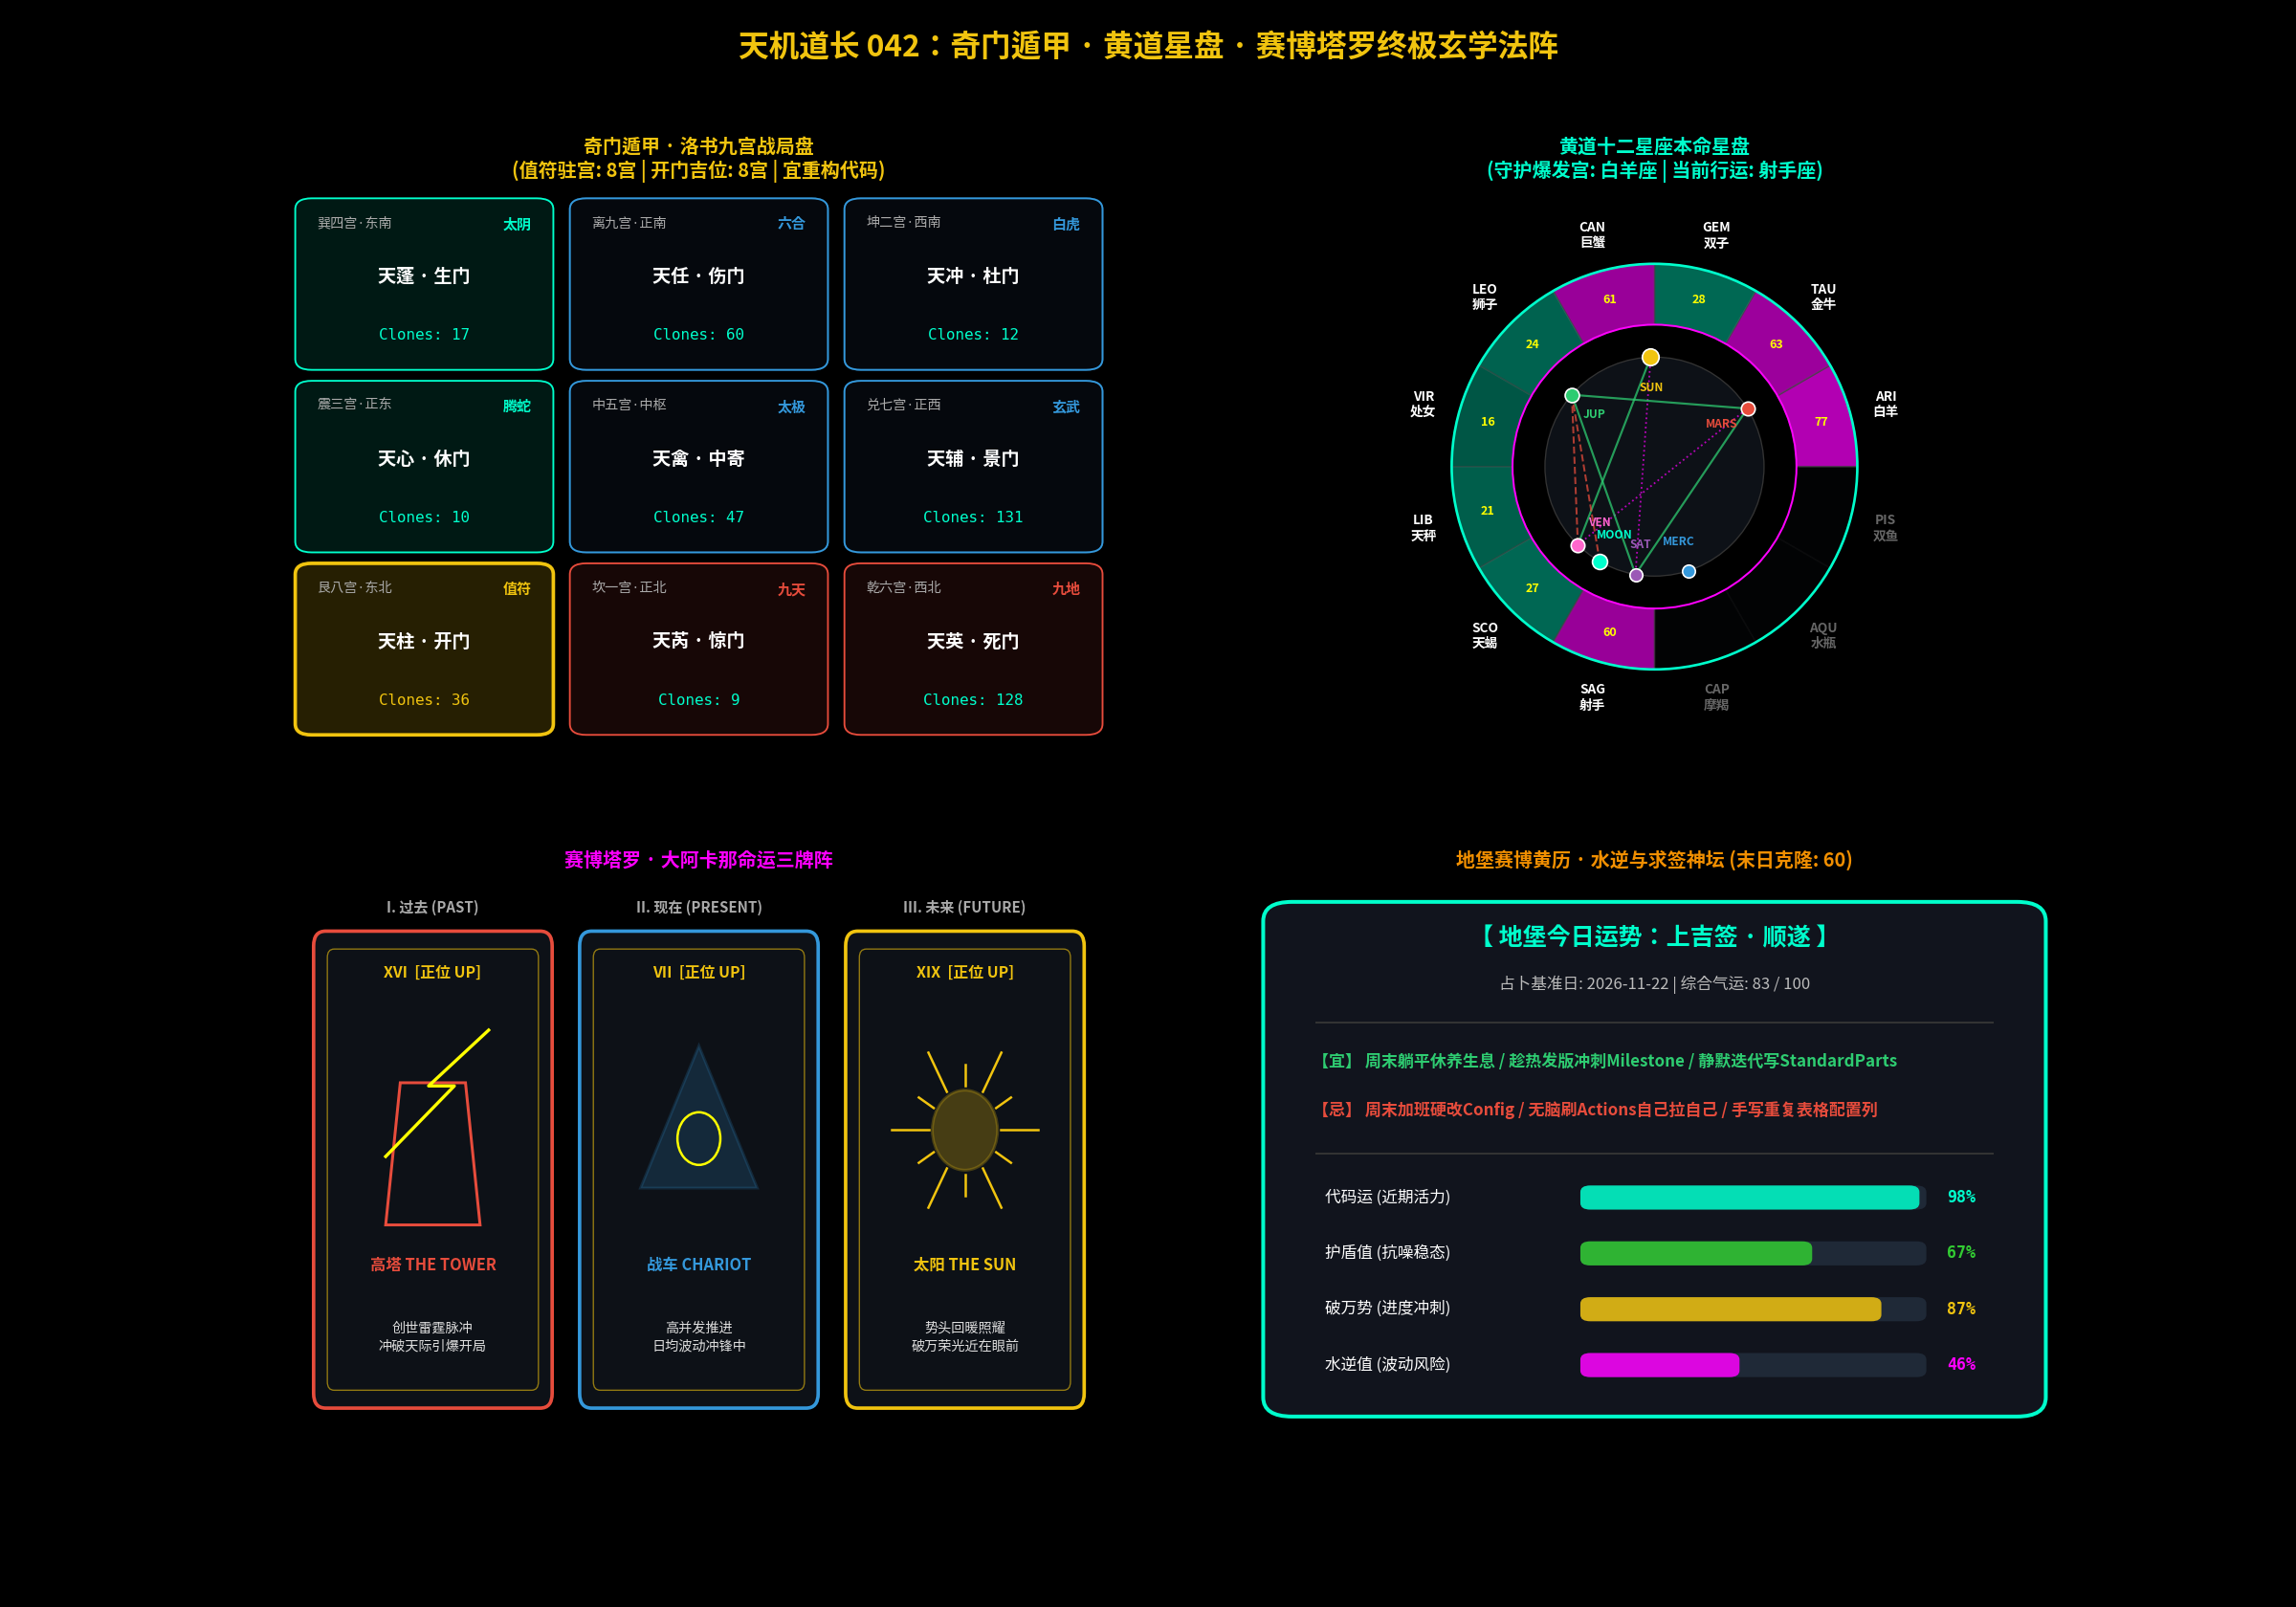 天机道长 042：奇门遁甲 · 黄道星盘 · 赛博塔罗终极玄学法阵
奇门遁甲 · 洛书九宫战局盘
(值符驻宫: 8宫 | 开门吉位: 8宫 | 宜重构代码)
巽四宫·东南
太阴
天蓬 · 生门
Clones: 17
离九宫·正南
六合
天任 · 伤门
Clones: 60
坤二宫·西南
白虎
天冲 · 杜门
Clones: 12
震三宫·正东
腾蛇
天心 · 休门
Clones: 10
中五宫·中枢
太极
天禽 · 中寄
Clones: 47
兑七宫·正西
玄武
天辅 · 景门
Clones: 131
艮八宫·东北
值符
天柱 · 开门
Clones: 36
坎一宫·正北
九天
天芮 · 惊门
Clones: 9
乾六宫·西北
九地
天英 · 死门
Clones: 128
黄道十二星座本命星盘
(守护爆发宫: 白羊座 | 当前行运: 射手座)
CAN
巨蟹
GEM
双子
LEO
狮子
TAU
金牛
VIR
处女
ARI
白羊
LIB
天秤
PIS
双鱼
SCO
天蝎
AQU
水瓶
SAG
射手
CAP
摩羯
61
28
24
63
16
77
21
27
60
SUN
JUP
MARS
VEN
MOON
SAT
MERC
赛博塔罗 · 大阿卡那命运三牌阵
I. 过去 (PAST)
XVI [正位 UP]
高塔 THE TOWER
创世雷霆脉冲
冲破天际引爆开局
II. 现在 (PRESENT)
VII [正位 UP]
战车 CHARIOT
高并发推进
日均波动冲锋中
III. 未来 (FUTURE)
XIX [正位 UP]
太阳 THE SUN
势头回暖照耀
破万荣光近在眼前
地堡赛博黄历 · 水逆与求签神坛 (末日克隆: 60)
【 地堡今日运势：上吉签 · 顺遂 】
占卜基准日: 2026-11-22 | 综合气运: 83 / 100
【宜】 周末躺平休养生息 / 趁热发版冲刺Milestone / 静默迭代写StandardParts
【忌】 周末加班硬改Config / 无脑刷Actions自己拉自己 / 手写重复表格配置列
代码运 (近期活力)
98%
护盾值 (抗噪稳态)
67%
破万势 (进度冲刺)
87%
水逆值 (波动风险)
46%